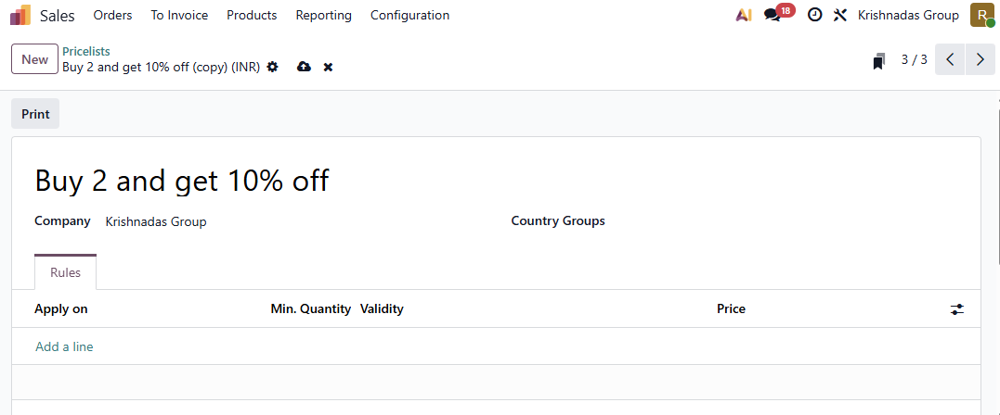 Sales Orders To Invoice Products Reporting Configuration AI 18 Krishnadas Group R
New Pricelists 3 / 3
Buy 2 and get 10% off (copy) (INR)
Print
Buy 2 and get 10% off
Company Krishnadas Group Country Groups
Rules
Apply on Min. Quantity Validity Price
Add a line